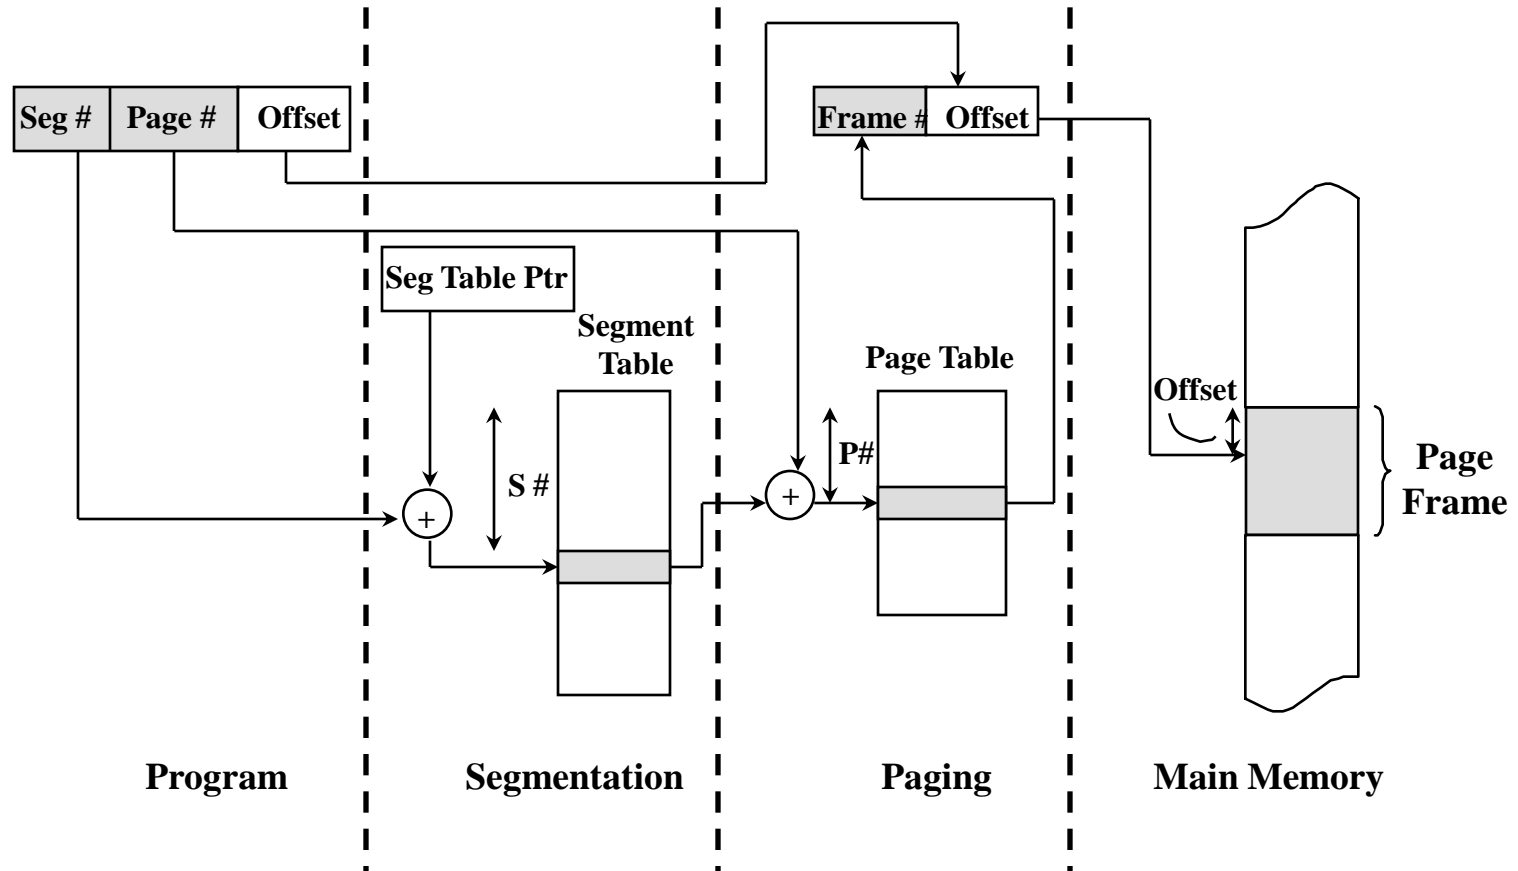 Seg # Page # Offset
Frame # Offset
Seg Table Ptr
Segment
Table
Page Table
Offset
S #
P#
+
+
Page
Frame
Program
Segmentation
Paging
Main Memory